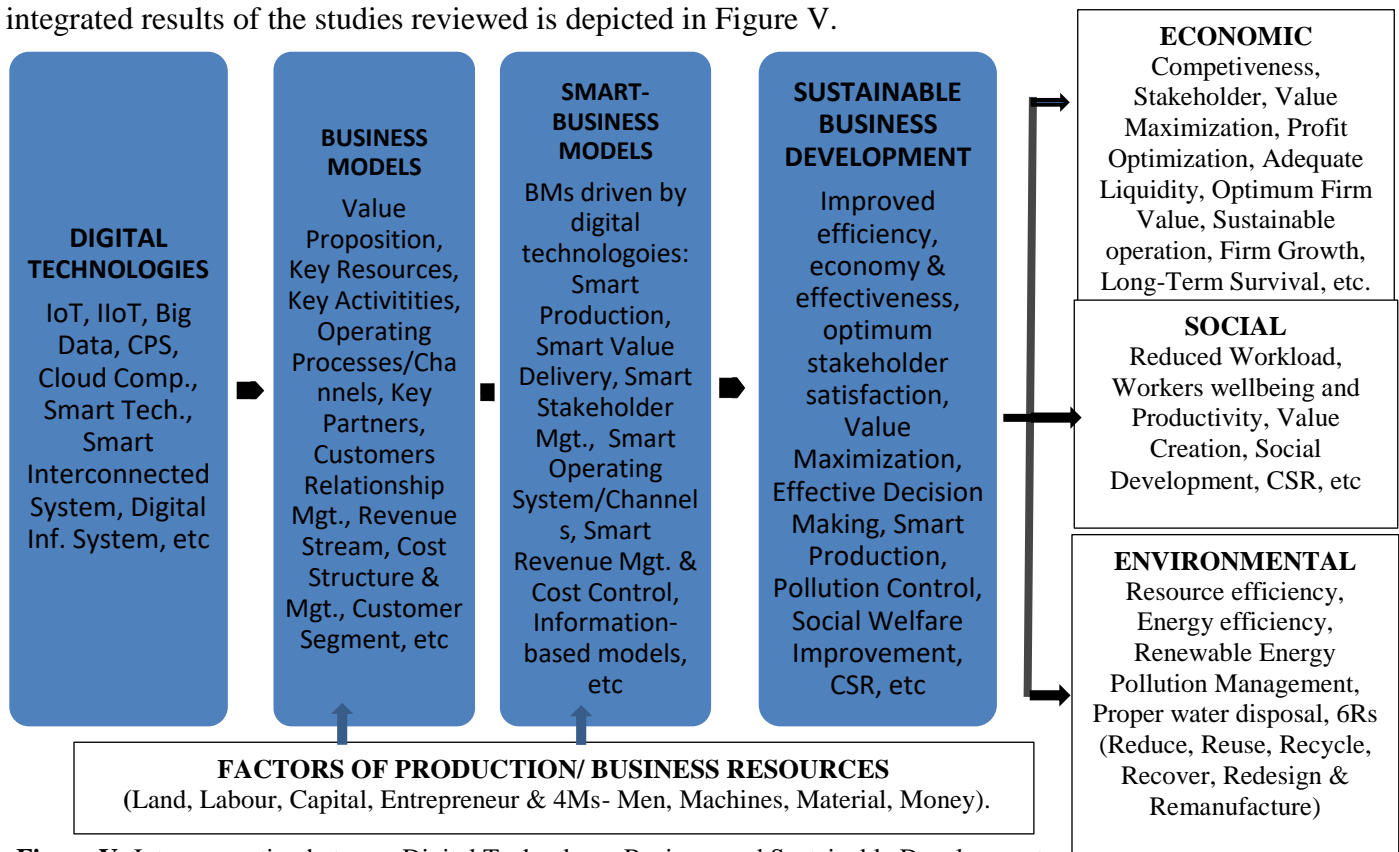 integrated results of the studies reviewed is depicted in Figure V.
DIGITAL
TECHNOLOGIES
IoT, IIoT, Big
Data, CPS,
Cloud Comp.,
Smart Tech.,
Smart
Interconnected
System, Digital
Inf. System, etc
BUSINESS
MODELS
Value
Proposition,
Key Resources,
Key Activitities,
Operating
Processes/Cha
nnels, Key
Partners,
Customers
Relationship
Mgt., Revenue
Stream, Cost
Structure &
Mgt., Customer
Segment, etc
SMART-
BUSINESS
MODELS
BMs driven by
digital
technologoies:
Smart
Production,
Smart Value
Delivery, Smart
Stakeholder
Mgt., Smart
Operating
System/Channel
s, Smart
Revenue Mgt. &
Cost Control,
Information-
based models,
etc
SUSTAINABLE
BUSINESS
DEVELOPMENT
Improved
efficiency,
economy &
effectiveness,
optimum
stakeholder
satisfaction,
Value
Maximization,
Effective Decision
Making, Smart
Production,
Pollution Control,
Social Welfare
Improvement,
CSR, etc
ECONOMIC
Competiveness,
Stakeholder, Value
Maximization, Profit
Optimization, Adequate
Liquidity, Optimum Firm
Value, Sustainable
operation, Firm Growth,
Long-Term Survival, etc.
SOCIAL
Reduced Workload,
Workers wellbeing and
Productivity, Value
Creation, Social
Development, CSR, etc
ENVIRONMENTAL
Resource efficiency,
Energy efficiency,
Renewable Energy
Pollution Management,
Proper water disposal, 6Rs
(Reduce, Reuse, Recycle,
Recover, Redesign &
Remanufacture)
FACTORS OF PRODUCTION/ BUSINESS RESOURCES
(Land, Labour, Capital, Entrepreneur & 4Ms- Men, Machines, Material, Money).